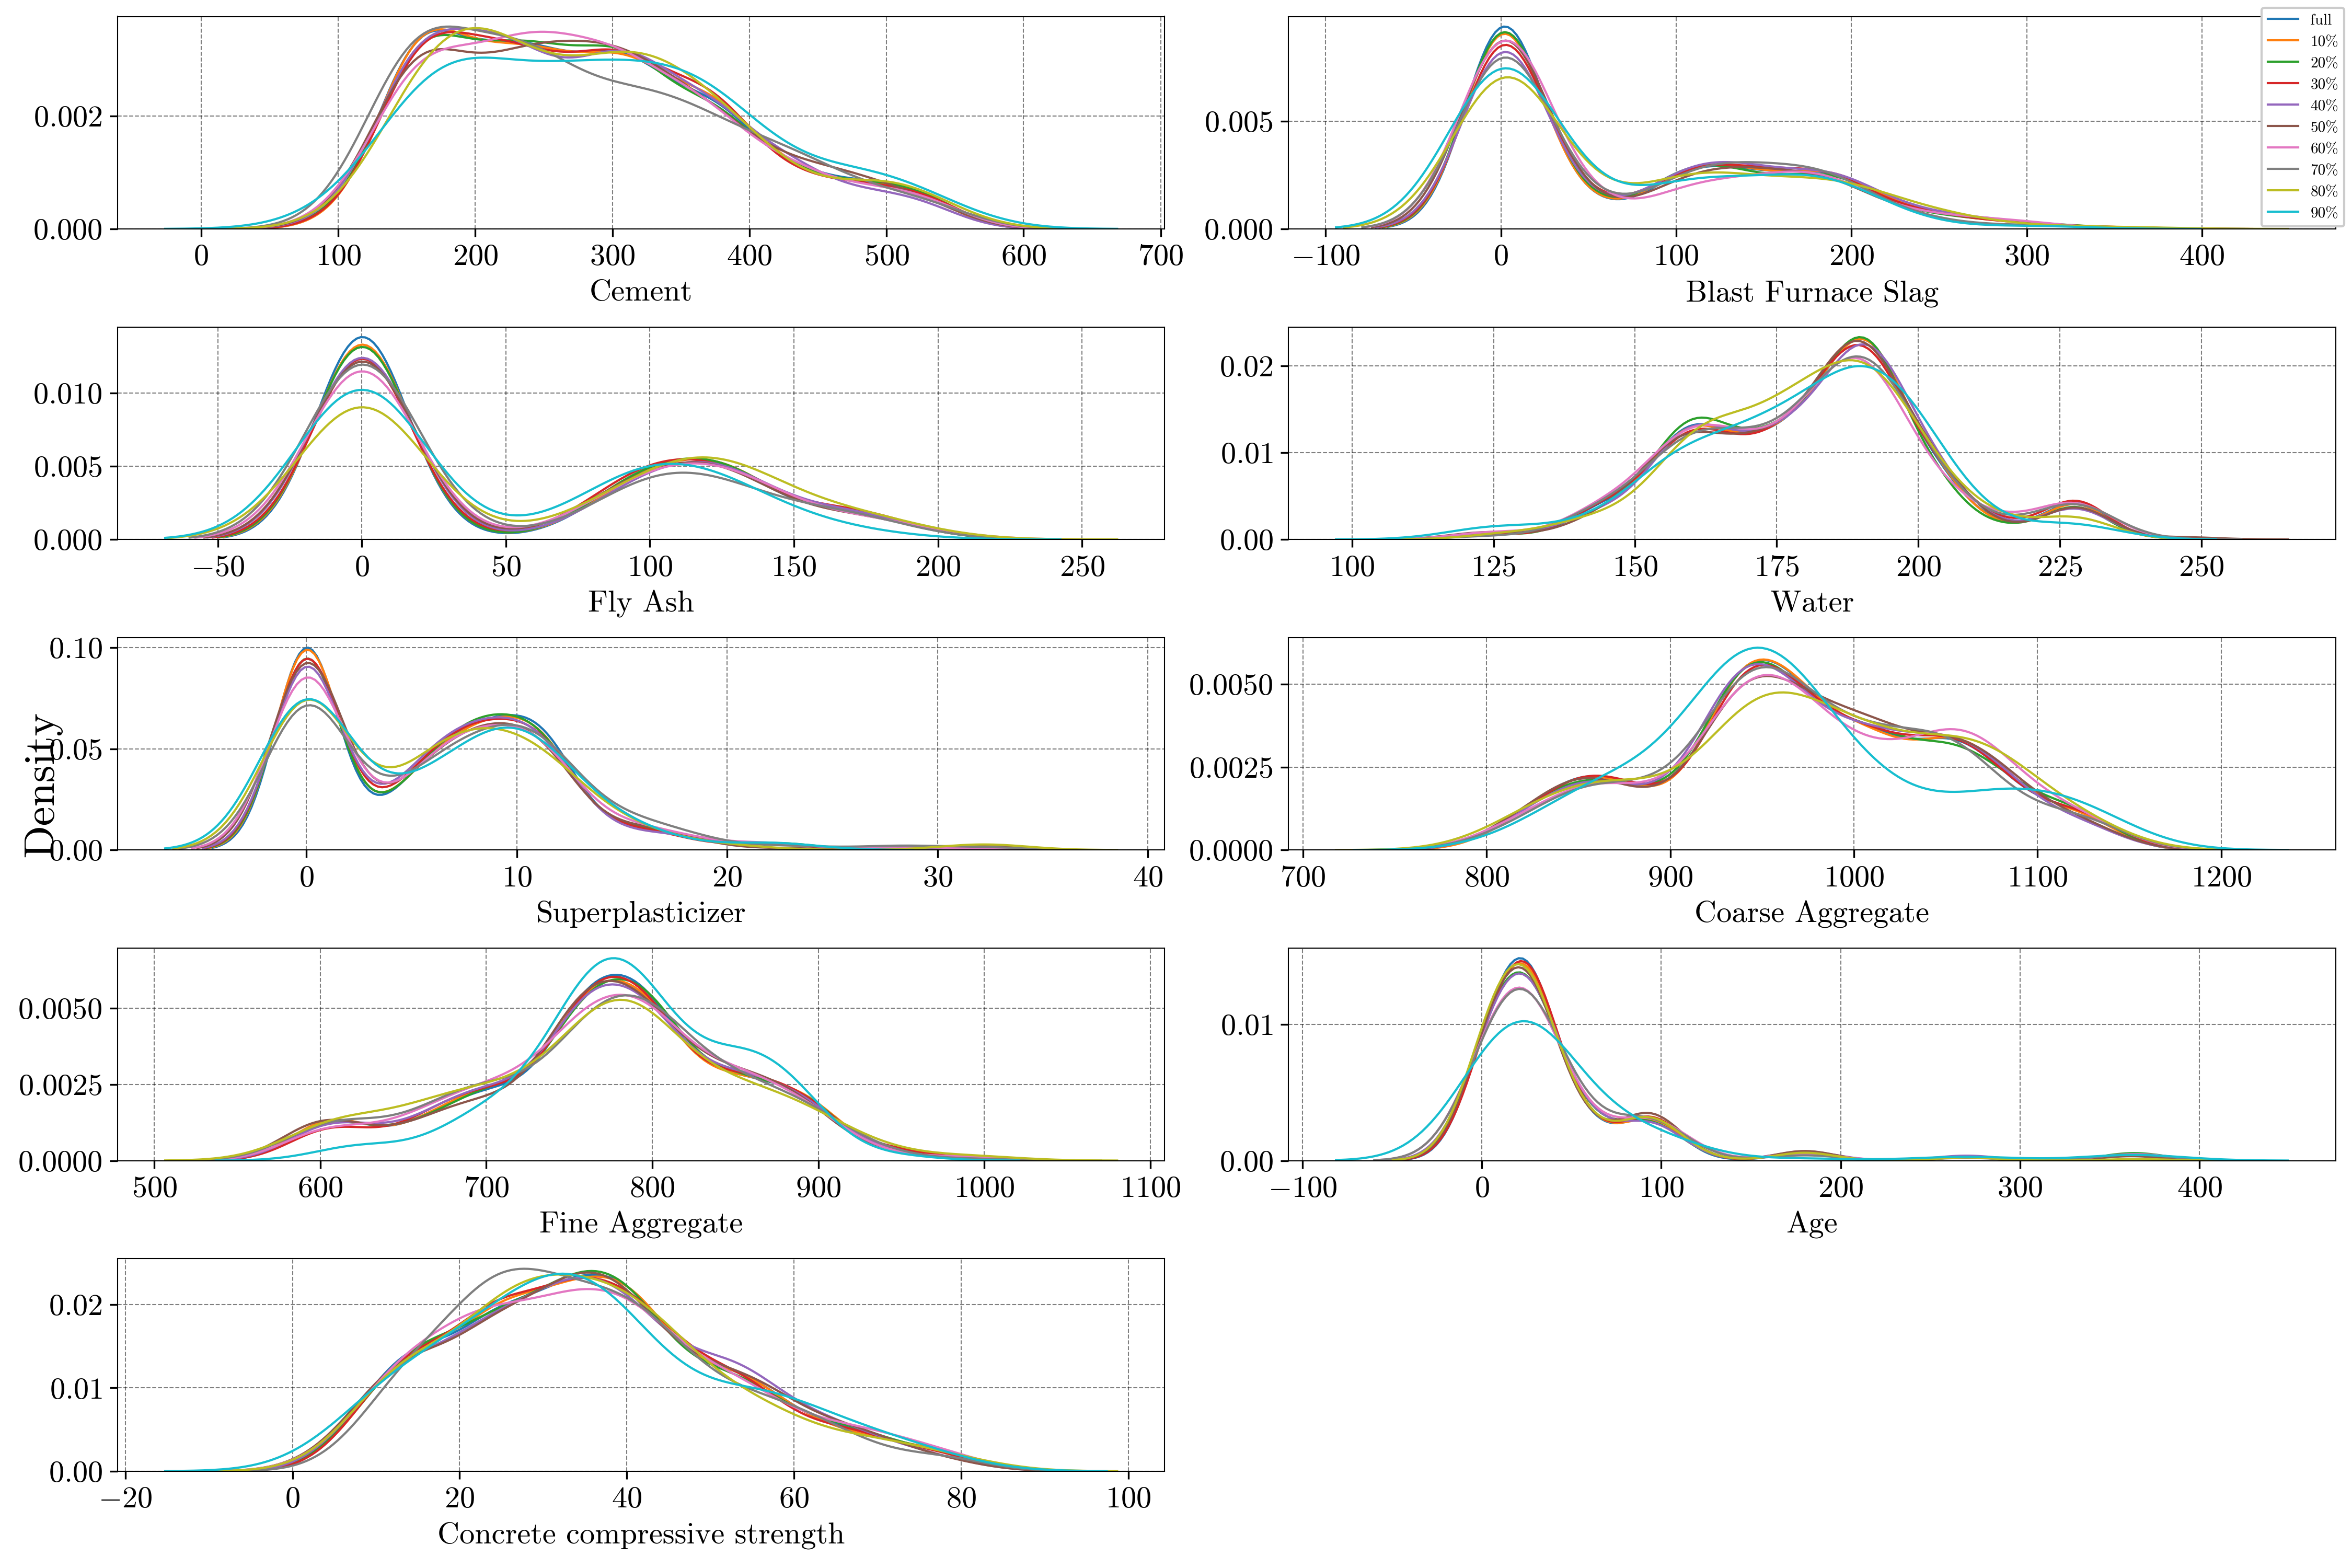 0.002
0.000
0 100 200 300 400 500 600 700
Cement
0.005
0.000
−100 0 100 200 300 400
Blast Furnace Slag
full
10%
20%
30%
40%
50%
60%
70%
80%
90%
0.010
0.005
0.000
−50 0 50 100 150 200 250
Fly Ash
0.02
0.01
0.00
100 125 150 175 200 225 250
Water
Density
0.10
0.05
0.00
0 10 20 30 40
Superplasticizer
0.0050
0.0025
0.0000
700 800 900 1000 1100 1200
Coarse Aggregate
0.0050
0.0025
0.0000
500 600 700 800 900 1000 1100
Fine Aggregate
0.01
0.00
−100 0 100 200 300 400
Age
0.02
0.01
0.00
−20 0 20 40 60 80 100
Concrete compressive strength